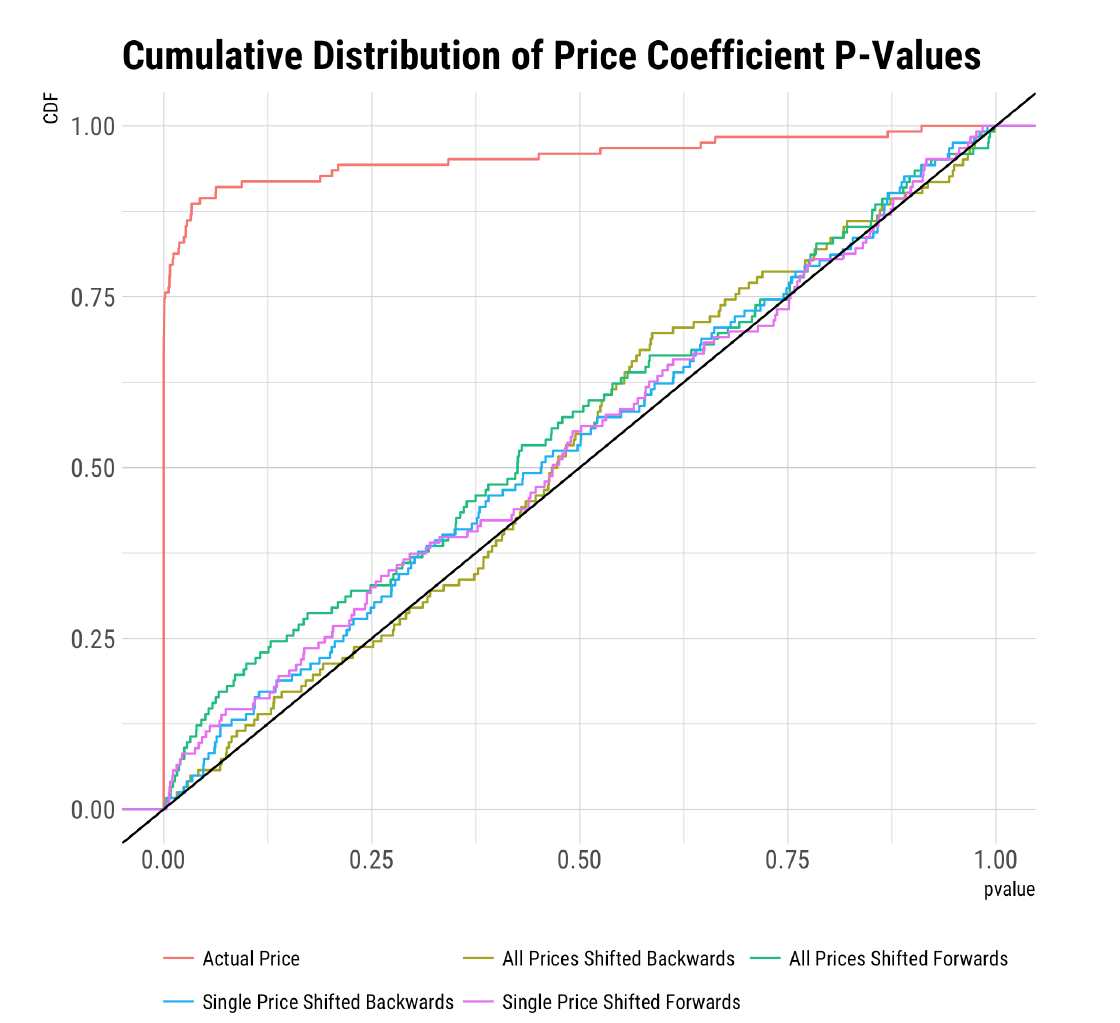 Cumulative Distribution of Price Coefficient P-Values
CDF
1.00
0.75
0.50
0.25
0.00
0.00 0.25 0.50 0.75 1.00
pvalue
Actual Price All Prices Shifted Backwards All Prices Shifted Forwards
Single Price Shifted Backwards Single Price Shifted Forwards